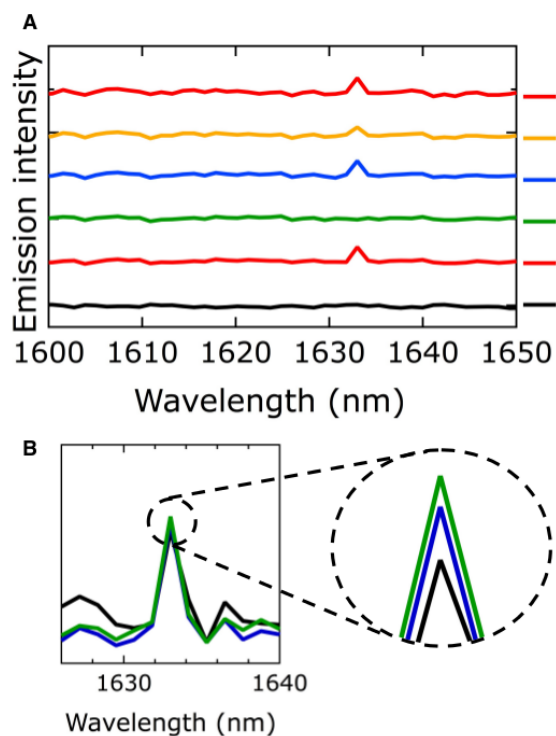 A
Emission intensity
1600 1610 1620 1630 1640 1650
Wavelength (nm)
B
1630 1640
Wavelength (nm)